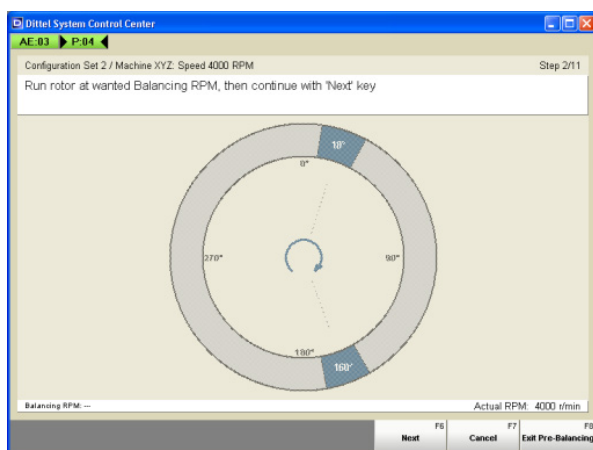 Dittel System Control Center
AE:03 P:04
Configuration Set 2 / Machine XYZ: Speed 4000 RPM Step 2/11
Run rotor at wanted Balancing RPM, then continue with 'Next' key
18°
0°
270° 90°
180°
160°
Balancing RPM: --- Actual RPM: 4000 r/min
F6 F7 F8
Next Cancel Exit Pre-Balancing